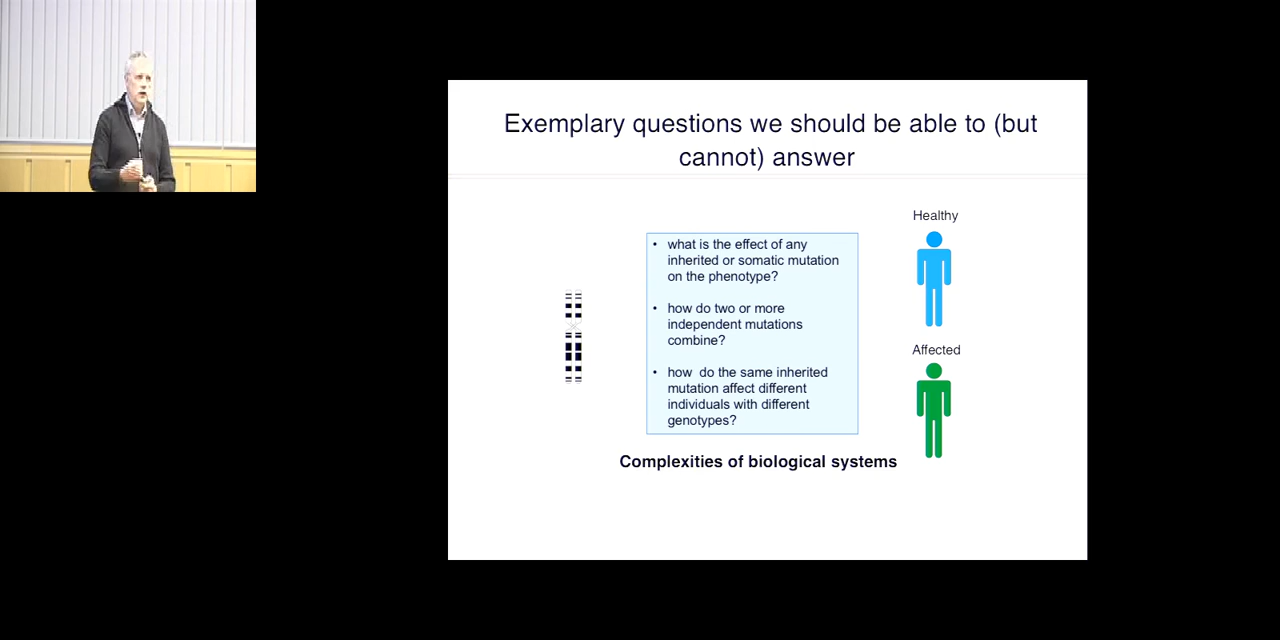 Exemplary questions we should be able to (but
cannot) answer
Healthy
• what is the effect of any
inherited or somatic mutation
on the phenotype?
• how do two or more
independent mutations
combine?
• how do the same inherited
mutation affect different
individuals with different
genotypes?
Affected
Complexities of biological systems